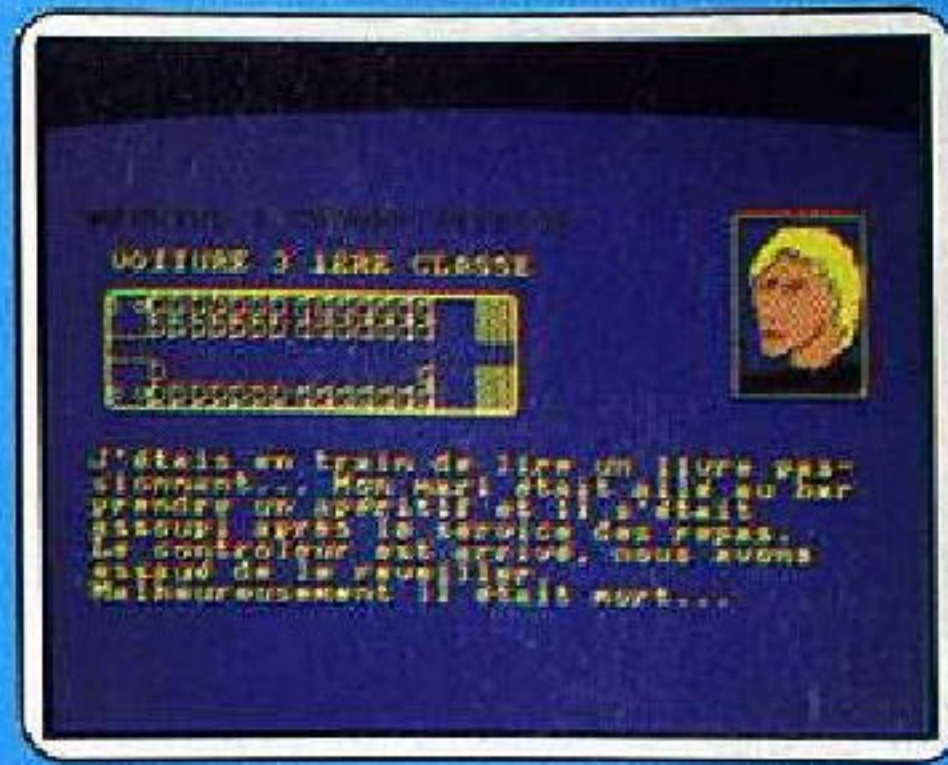 VOITURE 3 1ERE CLASSE
J'étais en train de lire un livre pas-
sionnant... Mon mari était allé au bar
prendre un apéritif et il s'était
assoupi après le service des repas.
Le contrôleur est arrivé, nous avons
essayé de le réveiller.
Malheureusement il était mort....